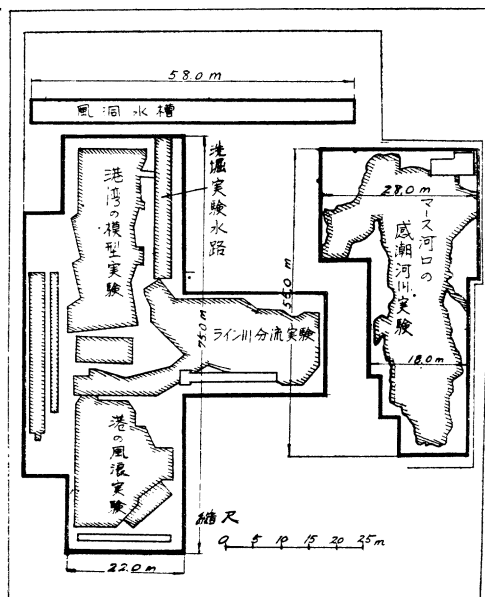 58.0m
風洞水槽
洗掘実験水路
港湾の模型実験
28.0m
マース河口の
感潮河川実験
55.0m
75.0m
ライン川分流実験
18.0m
港の風浪実験
縮尺
0 5 10 15 20 25m
22.0m